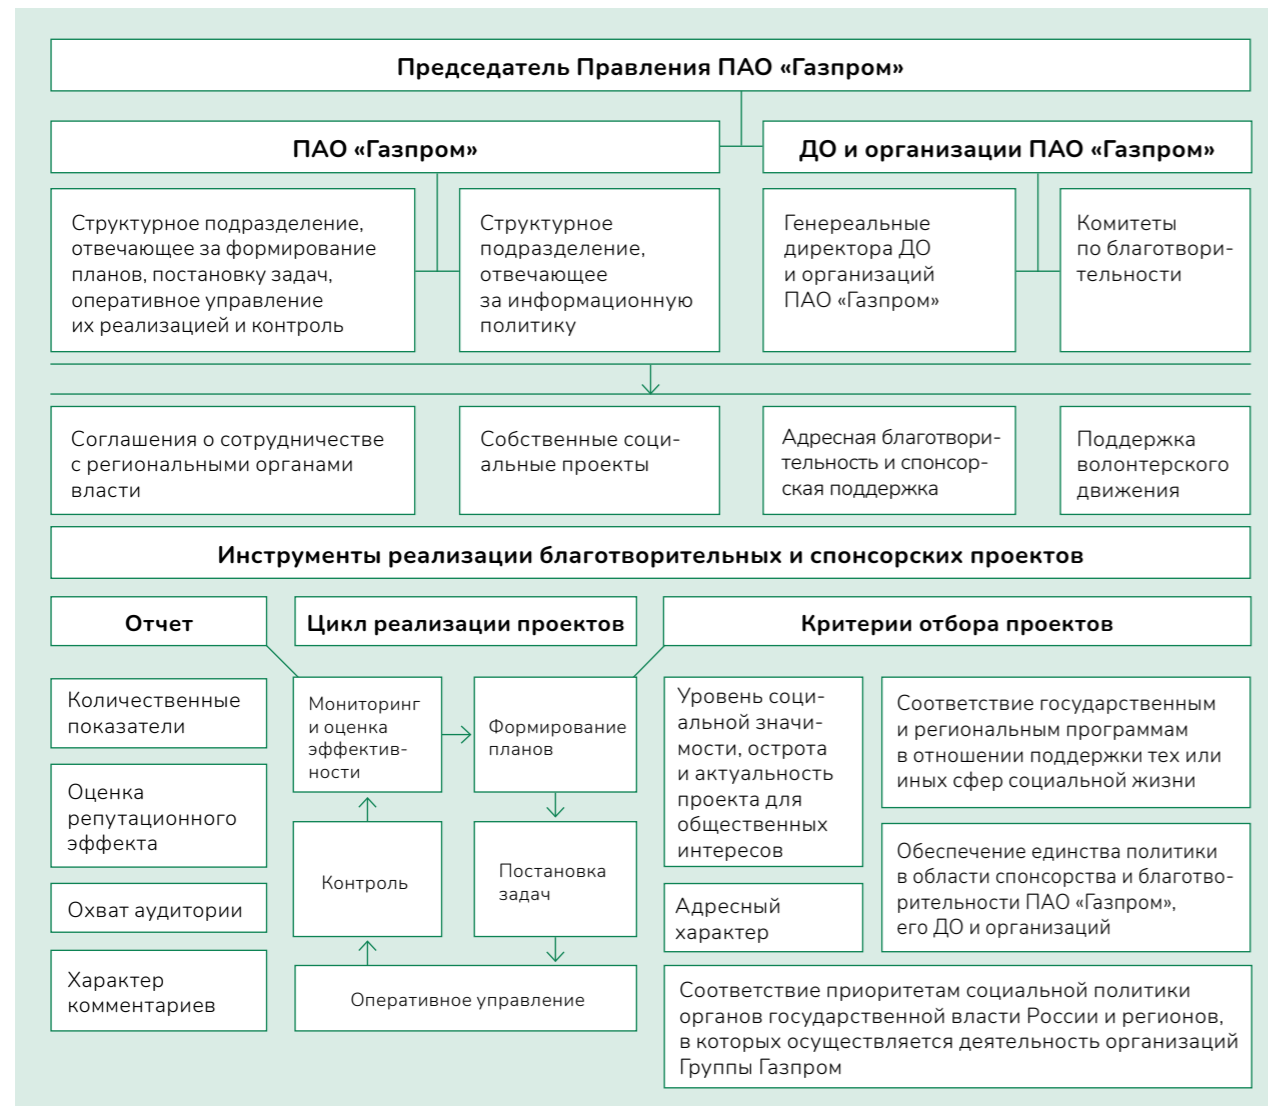 Председатель Правления ПАО «Газпром»
ПАО «Газпром»
ДО и организации ПАО «Газпром»
Структурное подразделение,
отвечающее за формирование
планов, постановку задач,
оперативное управление
их реализацией и контроль
Структурное
подразделение,
отвечающее
за информационную
политику
Генереальные
директора ДО
и организаций
ПАО «Газпром»
Комитеты
по благотвори-
тельности
Соглашения о сотрудничестве
с региональными органами
власти
Собственные соци-
альные проекты
Адресная благотвори-
тельность и спонсор-
ская поддержка
Поддержка
волонтерского
движения
Инструменты реализации благотворительных и спонсорских проектов
Отчет
Количественные
показатели
Оценка
репутационного
эффекта
Охват аудитории
Характер
комментариев
Цикл реализации проектов
Мониторинг
и оценка
эффектив-
ности
Формирование
планов
Контроль
Постановка
задач
Оперативное управление
Критерии отбора проектов
Уровень соци-
альной значи-
мости, острота
и актуальность
проекта для
общественных
интересов
Соответствие государственным
и региональным программам
в отношении поддержки тех или
иных сфер социальной жизни
Адресный
характер
Обеспечение единства политики
в области спонсорства и благотво-
рительности ПАО «Газпром»,
его ДО и организаций
Соответствие приоритетам социальной политики
органов государственной власти России и регионов,
в которых осуществляется деятельность организаций
Группы Газпром